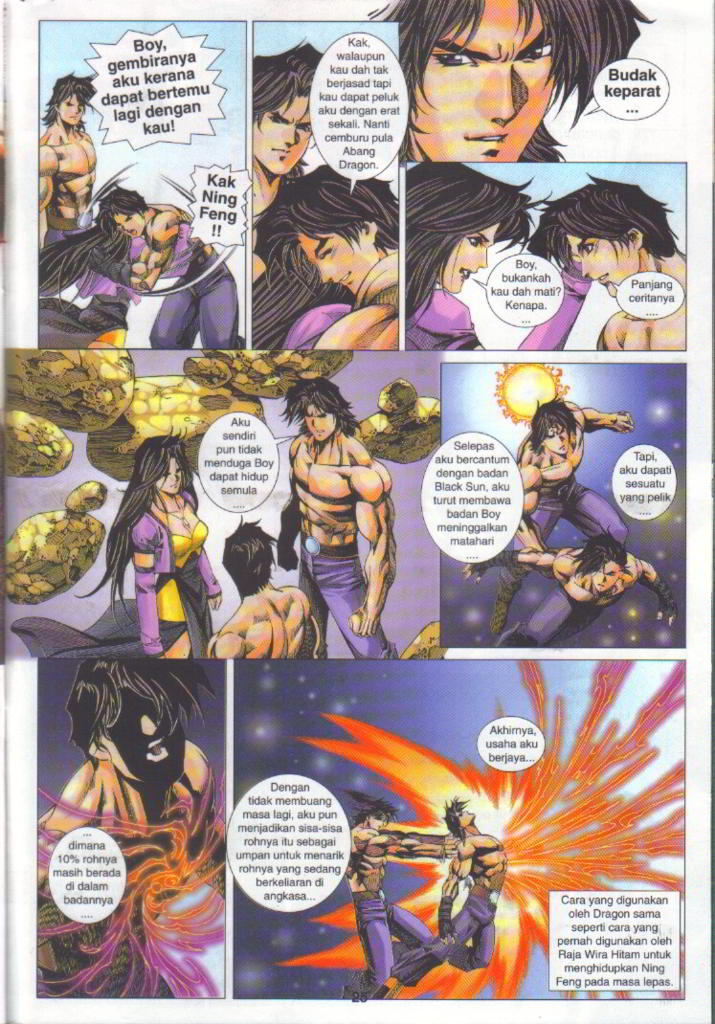 Boy,
gembiranya
aku kerana
dapat bertemu
lagi dengan
kau!
Kak
Ning
Feng
!!
Kak,
walaupun
kau dah tak
berjasad tapi
kau dapat peluk
aku dengan erat
sekali. Nanti
cemburu pula
Abang
Dragon.
Budak
keparat
...
Boy,
bukankah
kau dah mati?
Kenapa.
...
Panjang
ceritanya
....
Aku
sendiri
pun tidak
menduga Boy
dapat hidup
semula
....
Selepas
aku bercantum
dengan badan
Black Sun, aku
turut membawa
badan Boy
meninggalkan
matahari
....
Tapi,
aku dapati
sesuatu
yang pelik
....
...
dimana
10% rohnya
masih berada
di dalam
badannya
....
Dengan
tidak membuang
masa lagi, aku pun
menjadikan sisa-sisa
rohnya itu sebagai
umpan untuk menarik
rohnya yang sedang
berkeliaran di
angkasa...
Akhirnya,
usaha aku
berjaya...
Cara yang digunakan
oleh Dragon sama
seperti cara yang
pernah digunakan oleh
Raja Wira Hitam untuk
menghidupkan Ning
Feng pada masa lepas.